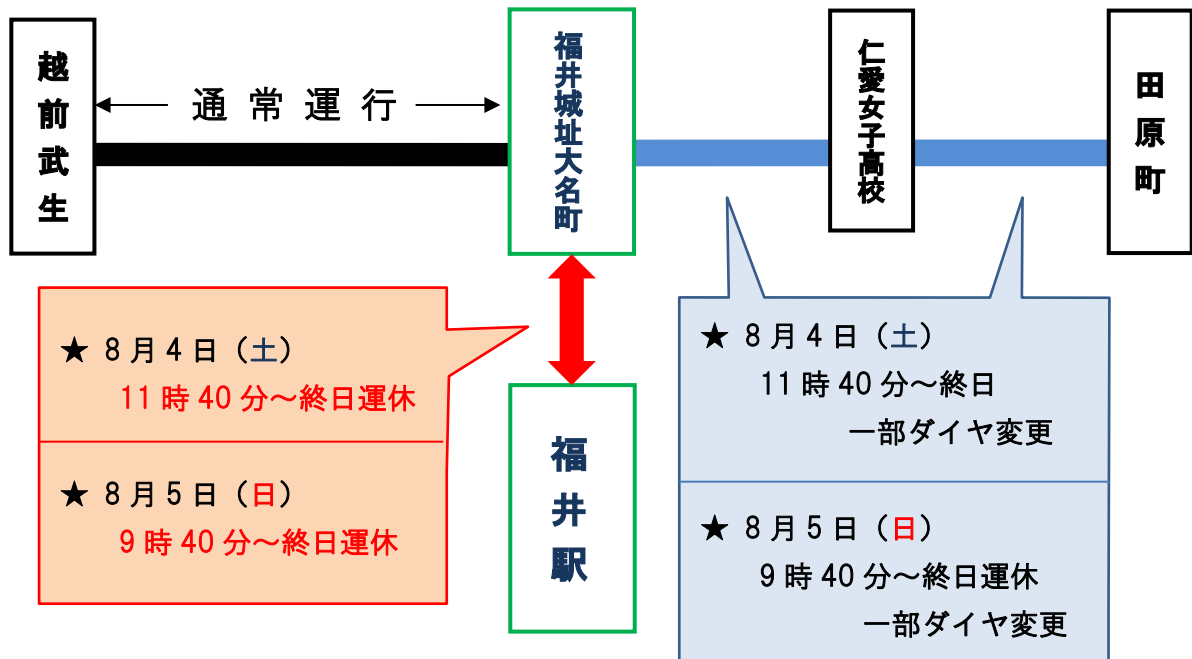 越前武生
通常運行
福井城址大名町
仁愛女子高校
田原町
★ 8月4日（土）
11時40分～終日運休
★ 8月5日（日）
9時40分～終日運休
福井駅
★ 8月4日（土）
11時40分～終日
一部ダイヤ変更
★ 8月5日（日）
9時40分～終日運休
一部ダイヤ変更